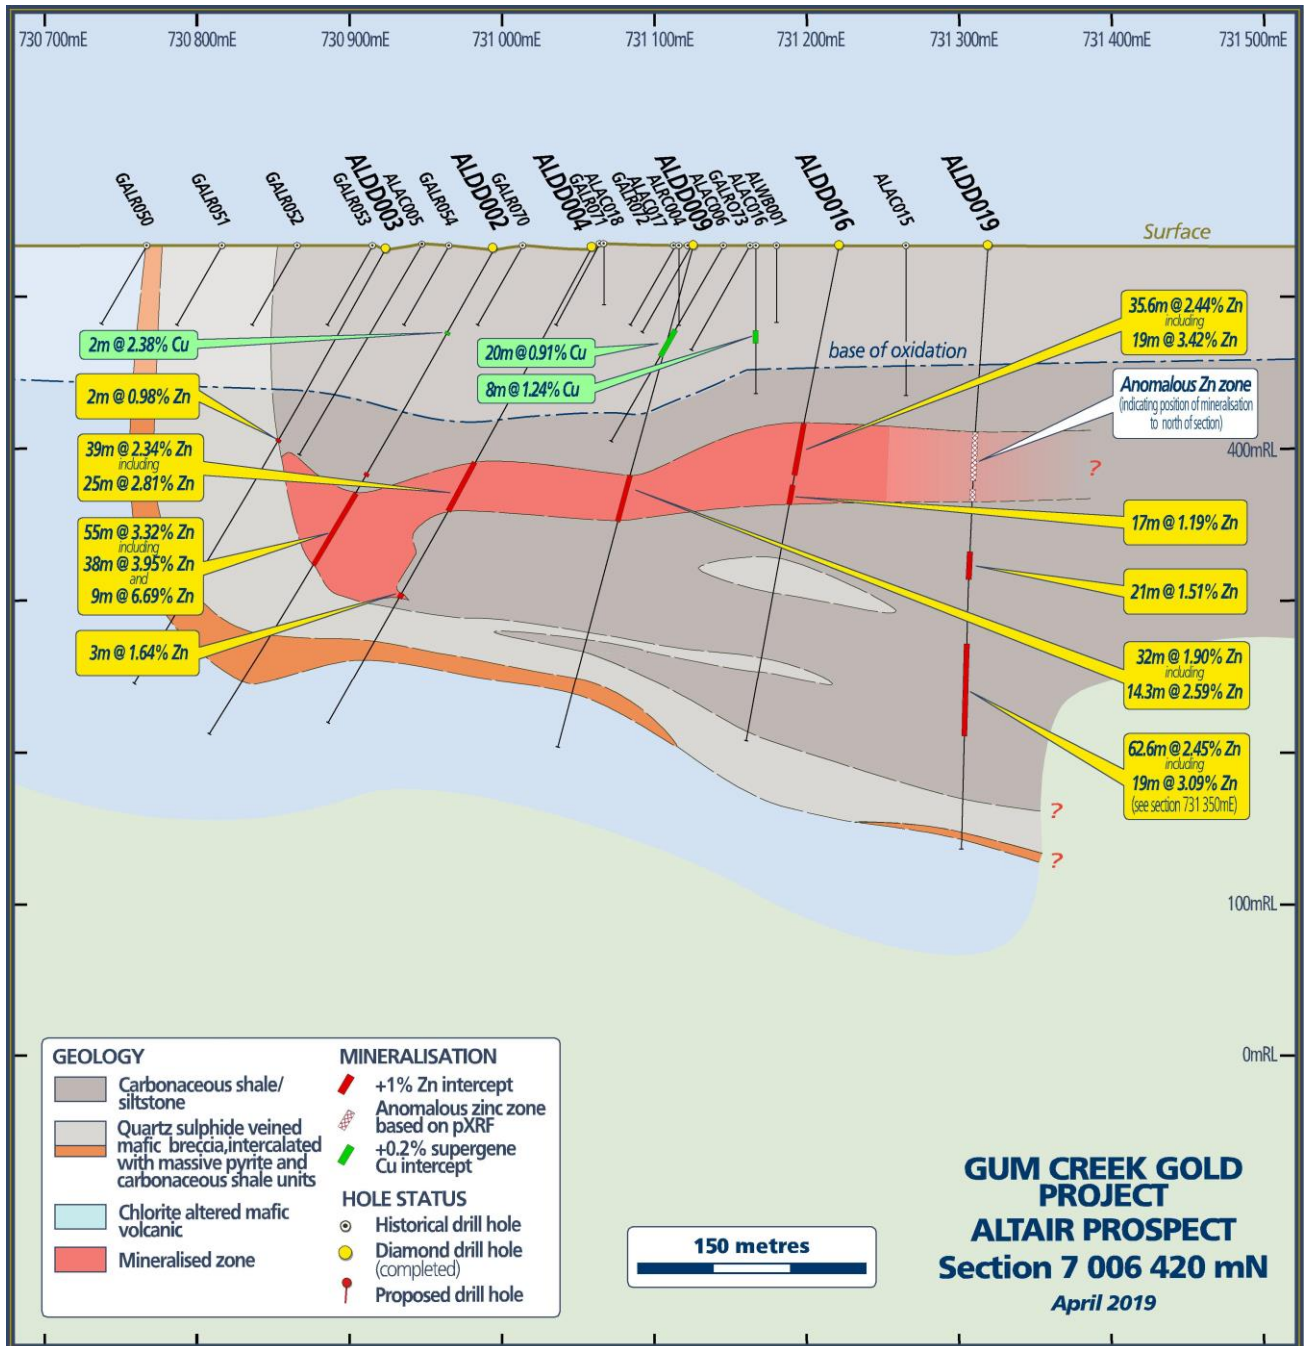 730 700mE
730 800mE
730 900mE
731 000mE
731 100mE
731 200mE
731 300mE
731 400mE
731 500mE
GALR050
GALR051
GALR052
GALR053
ALDD003
ALAC005
GALR054
ALDD002
GALR070
ALDD004
GALR071
ALAC018
GALR072
ALAC017
ALRC004
ALDD009
ALAC006
GALRO73
ALAC016
ALWB001
ALDD016
ALAC015
ALDD019
Surface
2m @ 2.38% Cu
20m @ 0.91% Cu
8m @ 1.24% Cu
base of oxidation
35.6m @ 2.44% Zn
including
19m @ 3.42% Zn
2m @ 0.98% Zn
Anomalous Zn zone
(indicating position of mineralisation
to north of section)
39m @ 2.34% Zn
including
25m @ 2.81% Zn
400mRL
?
55m @ 3.32% Zn
including
38m @ 3.95% Zn
and
9m @ 6.69% Zn
17m @ 1.19% Zn
21m @ 1.51% Zn
3m @ 1.64% Zn
32m @ 1.90% Zn
including
14.3m @ 2.59% Zn
62.6m @ 2.45% Zn
including
19m @ 3.09% Zn
(see section 731 350mE)
?
?
100mRL
0mRL
GEOLOGY
Carbonaceous shale/
siltstone
Quartz sulphide veined
mafic breccia,intercalated
with massive pyrite and
carbonaceous shale units
Chlorite altered mafic
volcanic
Mineralised zone
MINERALISATION
+1% Zn intercept
Anomalous zinc zone
based on pXRF
+0.2% supergene
Cu intercept
HOLE STATUS
Historical drill hole
Diamond drill hole
(completed)
Proposed drill hole
150 metres
GUM CREEK GOLD
PROJECT
ALTAIR PROSPECT
Section 7 006 420 mN
April 2019